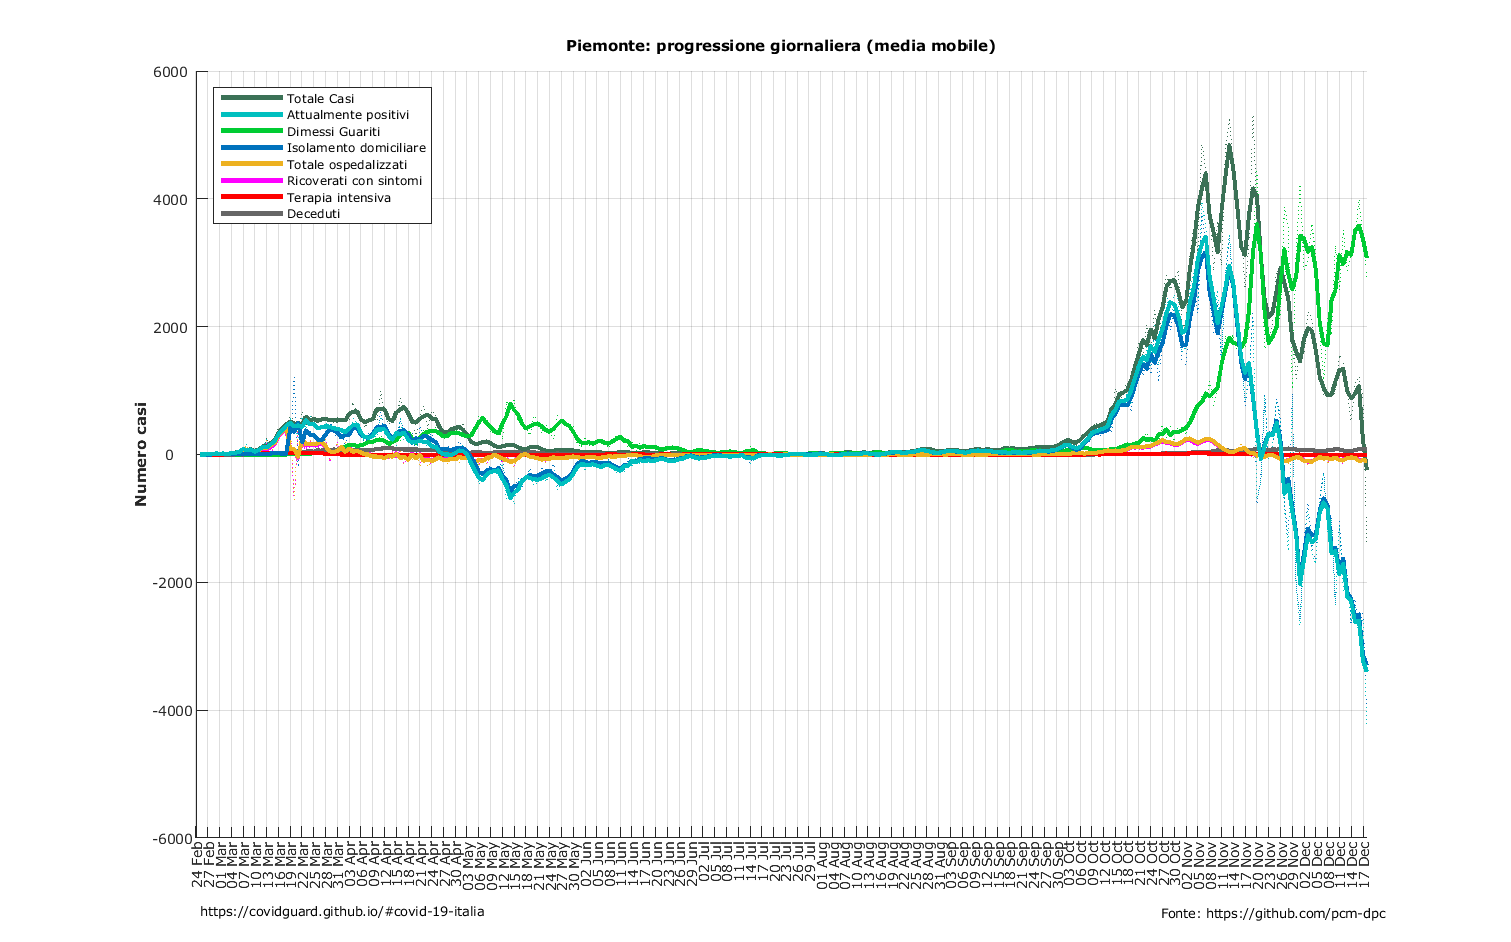 Piemonte: progressione giornaliera (media mobile)
6000
4000
2000
0
-2000
-4000
-6000
Numero casi
Totale Casi
Attualmente positivi
Dimessi Guariti
Isolamento domiciliare
Totale ospedalizzati
Ricoverati con sintomi
Terapia intensiva
Deceduti
24 Feb
27 Feb
01 Mar
04 Mar
07 Mar
10 Mar
13 Mar
16 Mar
19 Mar
22 Mar
25 Mar
28 Mar
31 Mar
03 Apr
06 Apr
09 Apr
12 Apr
15 Apr
18 Apr
21 Apr
24 Apr
27 Apr
30 Apr
03 May
06 May
09 May
12 May
15 May
18 May
21 May
24 May
27 May
30 May
02 Jun
05 Jun
08 Jun
11 Jun
14 Jun
17 Jun
20 Jun
23 Jun
26 Jun
29 Jun
02 Jul
05 Jul
08 Jul
11 Jul
14 Jul
17 Jul
20 Jul
23 Jul
26 Jul
29 Jul
01 Aug
04 Aug
07 Aug
10 Aug
13 Aug
16 Aug
19 Aug
22 Aug
25 Aug
28 Aug
31 Aug
03 Sep
06 Sep
09 Sep
12 Sep
15 Sep
18 Sep
21 Sep
24 Sep
27 Sep
30 Sep
03 Oct
06 Oct
09 Oct
12 Oct
15 Oct
18 Oct
21 Oct
24 Oct
27 Oct
30 Oct
02 Nov
05 Nov
08 Nov
11 Nov
14 Nov
17 Nov
20 Nov
23 Nov
26 Nov
29 Nov
02 Dec
05 Dec
08 Dec
11 Dec
14 Dec
17 Dec
https://covidguard.github.io/#covid-19-italia
Fonte: https://github.com/pcm-dpc